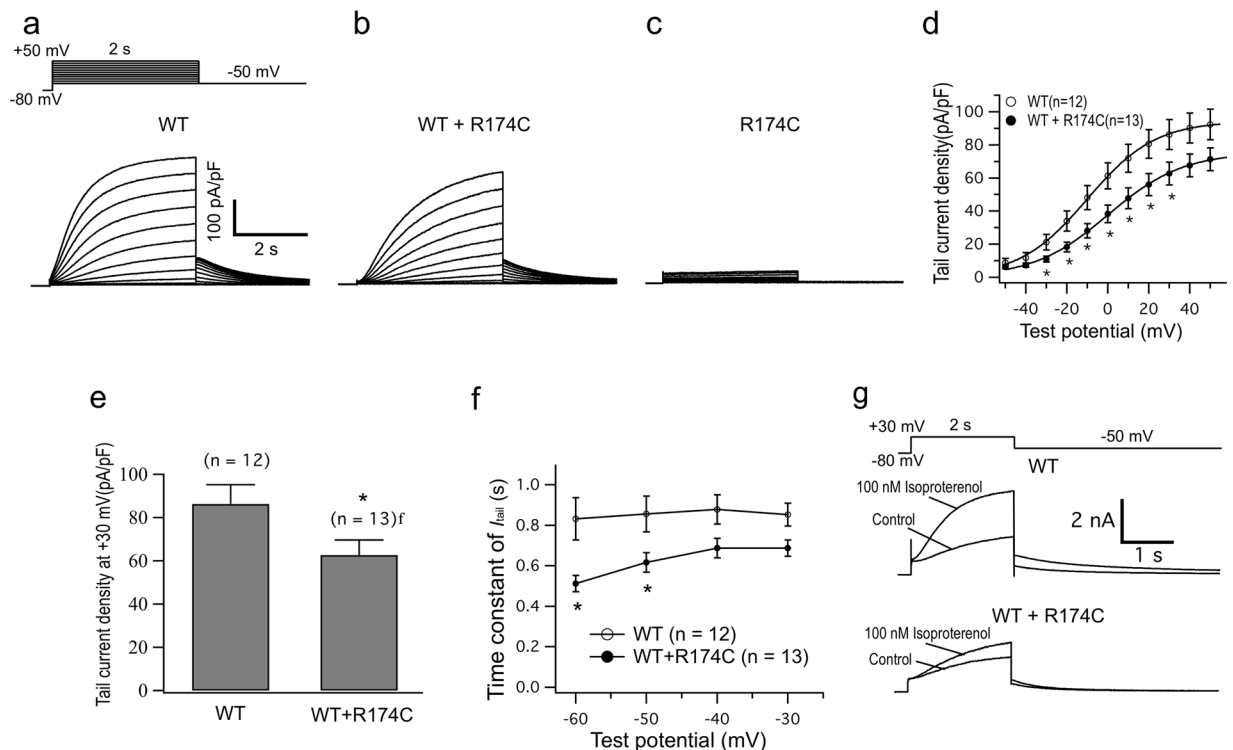 a
+50 mV
2 s
-50 mV
-80 mV
WT
100 pA/pF
2 s
b
WT + R174C
c
R174C
d
Tail current density(pA/pF)
WT(n=12)
WT + R174C(n=13)
100
80
60
40
20
0
*
*
*
*
*
*
*
-40
-20
0
20
40
Test potential (mV)
e
Tail current density at +30 mV(pA/pF)
100
80
60
40
20
0
(n = 12)
*
(n = 13)f
WT
WT+R174C
f
Time constant of Itail (s)
1.0
0.8
0.6
0.4
0.2
0.0
*
*
WT (n = 12)
WT+R174C (n = 13)
-60
-50
-40
-30
Test potential (mV)
g
+30 mV
2 s
-50 mV
-80 mV
WT
100 nM Isoproterenol
Control
2 nA
1 s
WT + R174C
100 nM Isoproterenol
Control